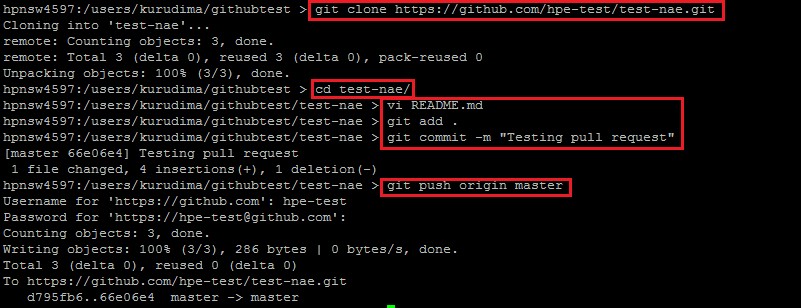 hpnsw4597:/users/kurudima/githubtest > git clone https://github.com/hpe-test/test-nae.git
Cloning into 'test-nae'...
remote: Counting objects: 3, done.
remote: Total 3 (delta 0), reused 3 (delta 0), pack-reused 0
Unpacking objects: 100% (3/3), done.
hpnsw4597:/users/kurudima/githubtest > cd test-nae/
hpnsw4597:/users/kurudima/githubtest/test-nae > vi README.md
hpnsw4597:/users/kurudima/githubtest/test-nae > git add .
hpnsw4597:/users/kurudima/githubtest/test-nae > git commit -m "Testing pull request"
[master 66e06e4] Testing pull request
 1 file changed, 4 insertions(+), 1 deletion(-)
hpnsw4597:/users/kurudima/githubtest/test-nae > git push origin master
Username for 'https://github.com': hpe-test
Password for 'https://hpe-test@github.com':
Counting objects: 3, done.
Writing objects: 100% (3/3), 286 bytes | 0 bytes/s, done.
Total 3 (delta 0), reused 0 (delta 0)
To https://github.com/hpe-test/test-nae.git
   d795fb6..66e06e4  master -> master